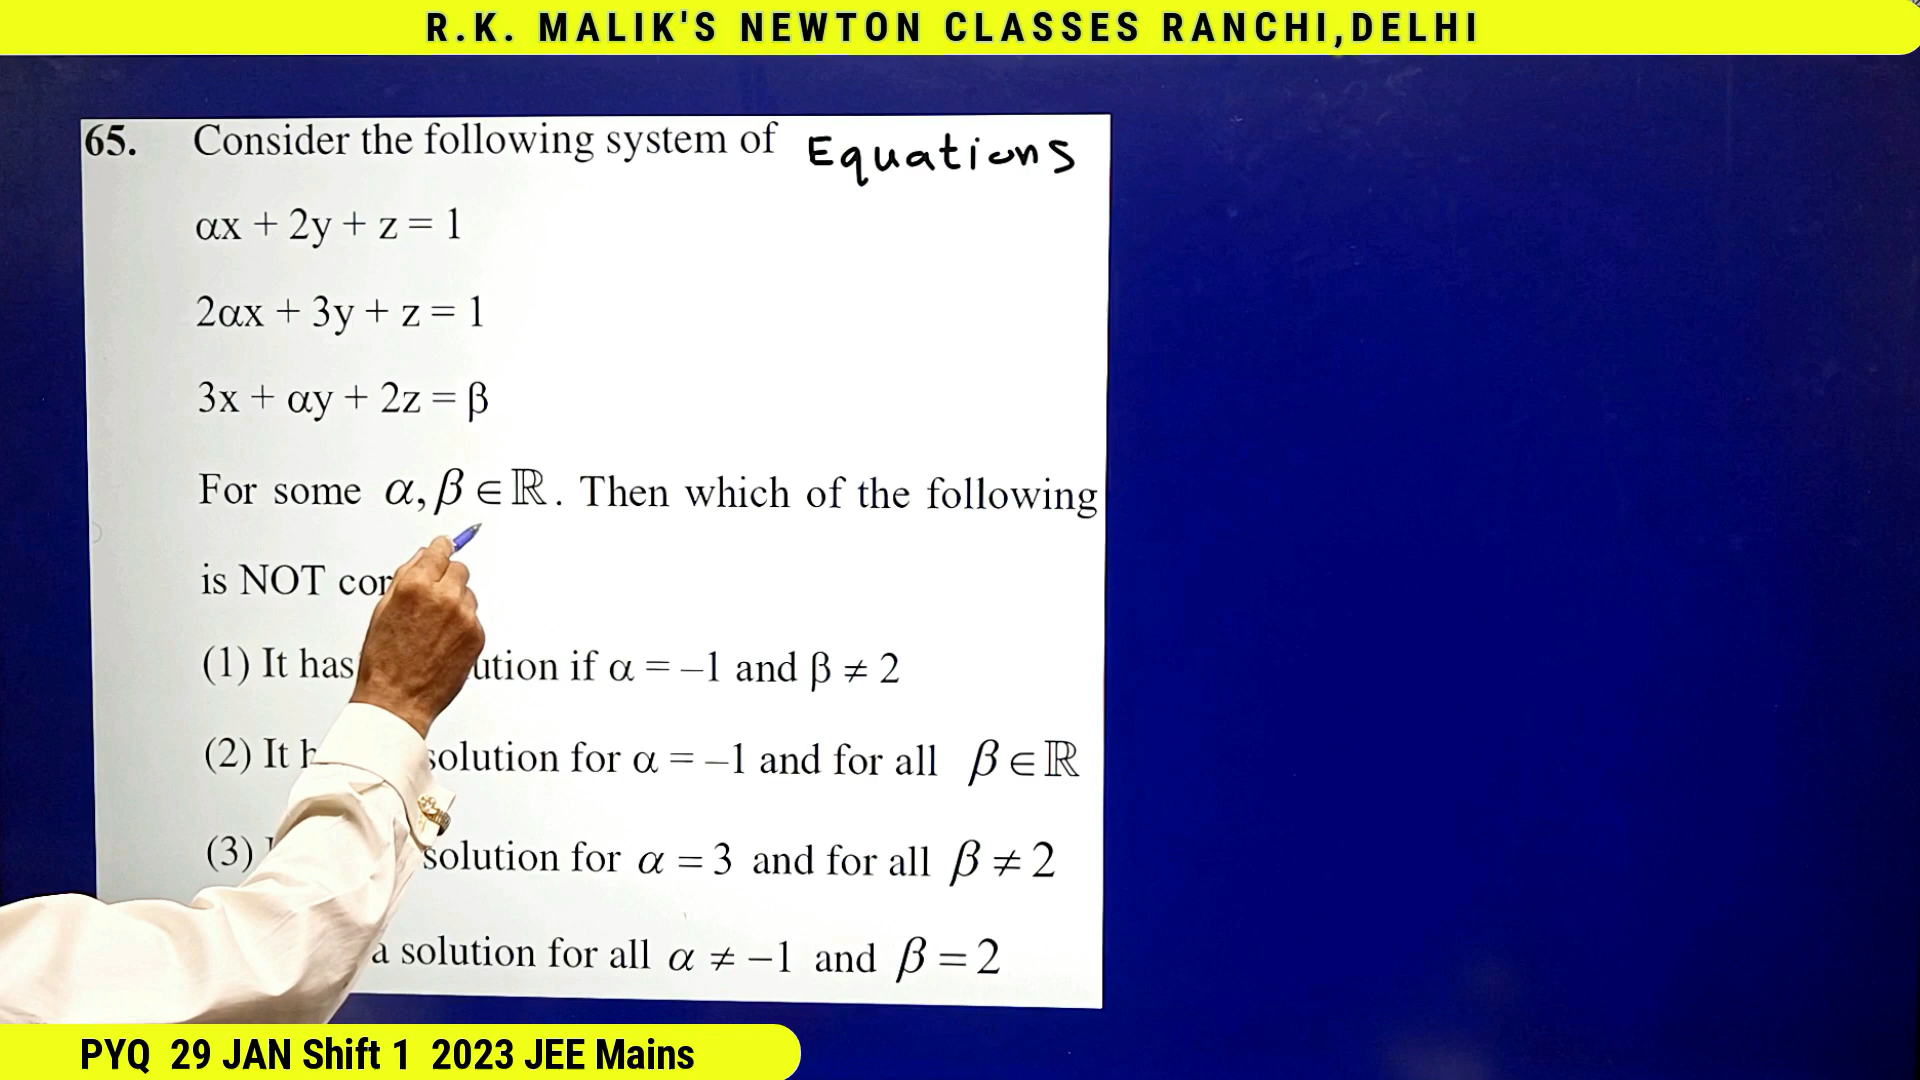 R.K. MALIK'S NEWTON CLASSES RANCHI,DELHI
65. Consider the following system of Equations
αx + 2y + z = 1
2αx + 3y + z = 1
3x + αy + 2z = β
For some α, β ∈ ℝ. Then which of the following
is NOT
(1) It has if α = –1 and β ≠ 2
(2) It solution for α = –1 and for all β ∈ ℝ
(3) solution for α = 3 and for all β ≠ 2
a solution for all α ≠ –1 and β = 2
PYQ 29 JAN Shift 1 2023 JEE Mains